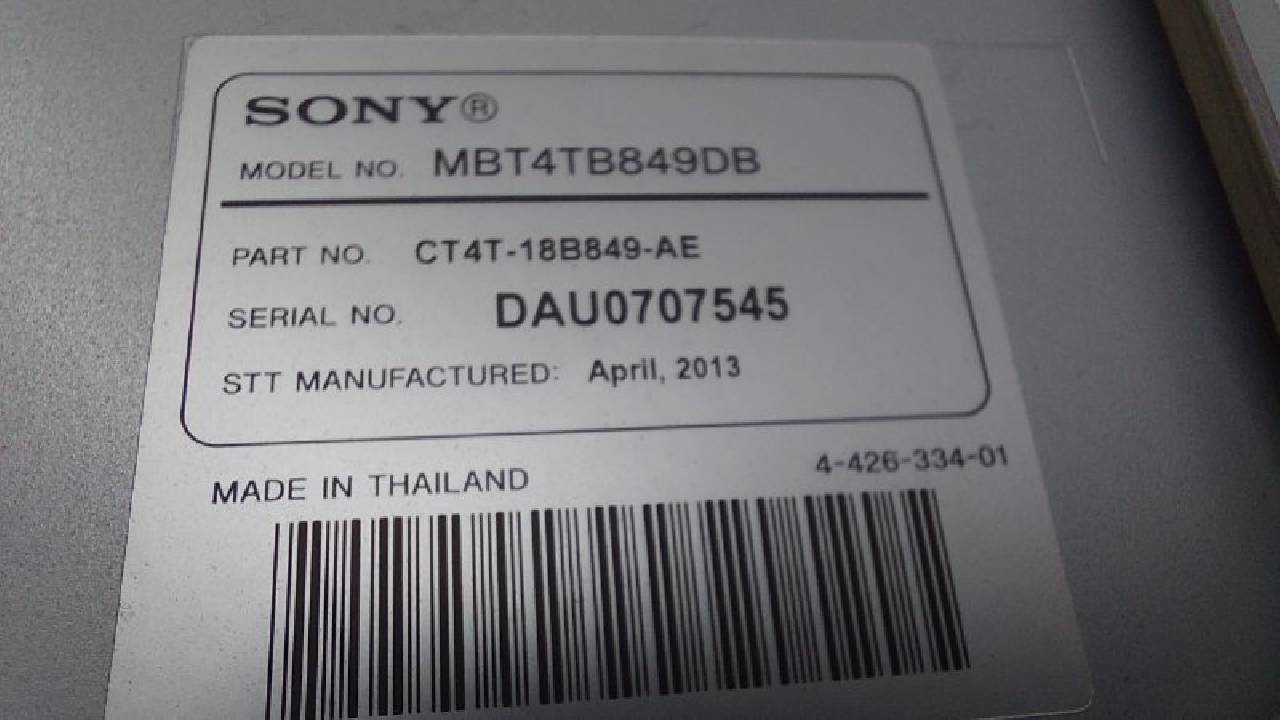 SONY®
MODEL NO. MBT4TB849DB
PART NO. CT4T-18B849-AE
SERIAL NO. DAU0707545
STT MANUFACTURED: April, 2013
4-426-334-01
MADE IN THAILAND